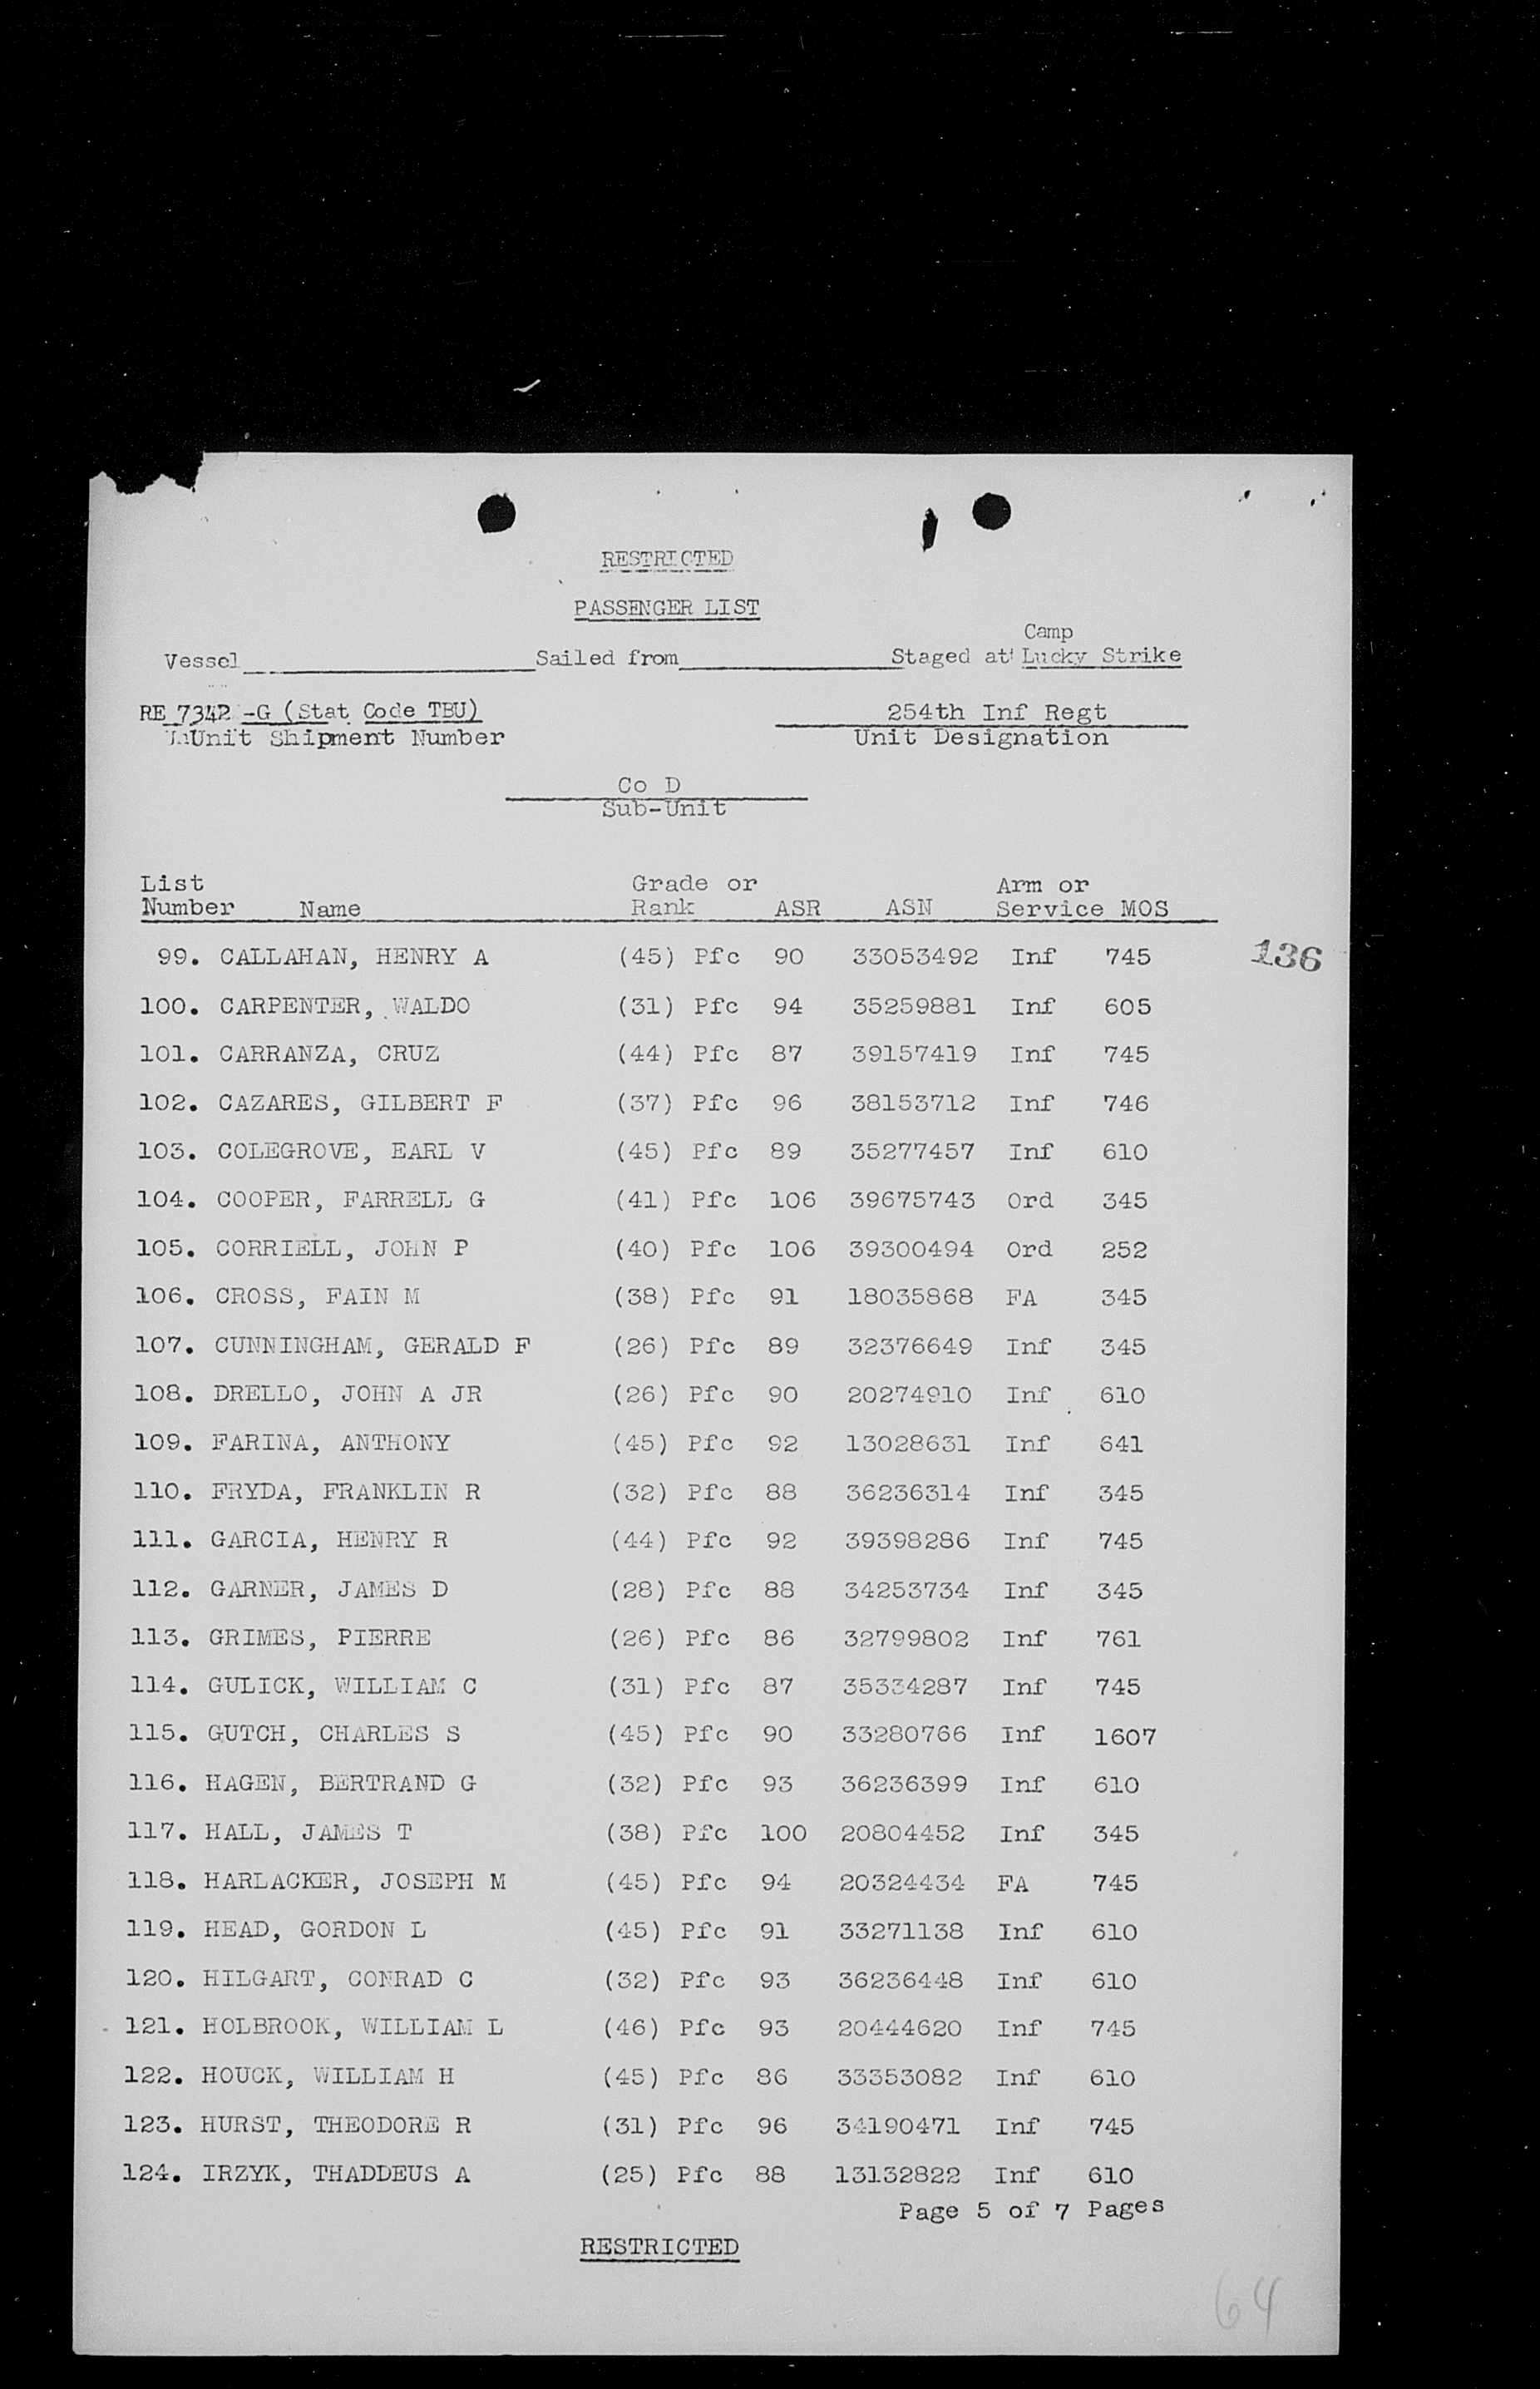 RESTRICTED
PASSENGER LIST
Camp
Vessel Sailed from Staged at Lucky Strike
RE 7342 -G (Stat Code TBU) 254th Inf Regt
Unit Shipment Number Unit Designation
Co D
Sub-Unit
List Grade or Arm or
Number Name Rank ASR ASN Service MOS
99. CALLAHAN, HENRY A (45) Pfc 90 33053492 Inf 745 136
100. CARPENTER, WALDO (31) Pfc 94 35259881 Inf 605
101. CARRANZA, CRUZ (44) Pfc 87 39157419 Inf 745
102. CAZARES, GILBERT F (37) Pfc 96 38153712 Inf 746
103. COLEGROVE, EARL V (45) Pfc 89 35277457 Inf 610
104. COOPER, FARRELL G (41) Pfc 106 39675743 Ord 345
105. CORRIELL, JOHN P (40) Pfc 106 39300494 Ord 252
106. CROSS, FAIN M (38) Pfc 91 18035868 FA 345
107. CUNNINGHAM, GERALD F (26) Pfc 89 32376649 Inf 345
108. DRELLO, JOHN A JR (26) Pfc 90 20274910 Inf 610
109. FARINA, ANTHONY (45) Pfc 92 13028631 Inf 641
110. FRYDA, FRANKLIN R (32) Pfc 88 36236314 Inf 345
111. GARCIA, HENRY R (44) Pfc 92 39398286 Inf 745
112. GARNER, JAMES D (28) Pfc 88 34253734 Inf 345
113. GRIMES, PIERRE (26) Pfc 86 32799802 Inf 761
114. GULICK, WILLIAM C (31) Pfc 87 35334287 Inf 745
115. GUTCH, CHARLES S (45) Pfc 90 33280766 Inf 1607
116. HAGEN, BERTRAND G (32) Pfc 93 36236399 Inf 610
117. HALL, JAMES T (38) Pfc 100 20804452 Inf 345
118. HARLACKER, JOSEPH M (45) Pfc 94 20324434 FA 745
119. HEAD, GORDON L (45) Pfc 91 33271138 Inf 610
120. HILGART, CONRAD C (32) Pfc 93 36236448 Inf 610
121. HOLBROOK, WILLIAM L (46) Pfc 93 20444620 Inf 745
122. HOUCK, WILLIAM H (45) Pfc 86 33353082 Inf 610
123. HURST, THEODORE R (31) Pfc 96 34190471 Inf 745
124. IRZYK, THADDEUS A (25) Pfc 88 13132822 Inf 610
Page 5 of 7 Pages
RESTRICTED
64